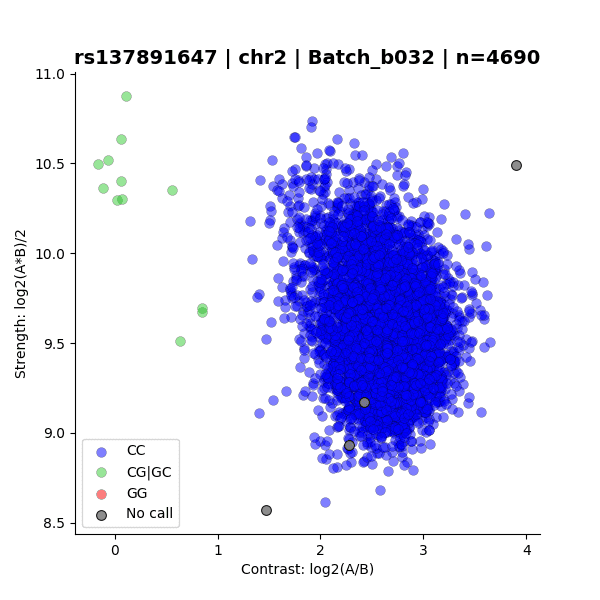 rs137891647 | chr2 | Batch_b032 | n=4690
Strength: log2(A*B)/2
11.0
10.5
10.0
9.5
9.0
8.5
CC
CG|GC
GG
No call
0 1 2 3 4
Contrast: log2(A/B)